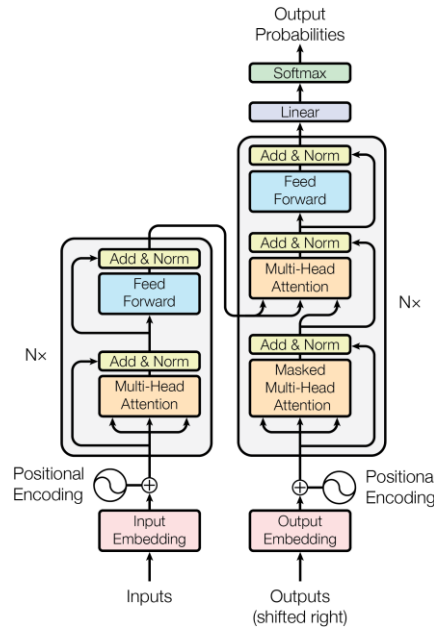 Output
Probabilities
Softmax
Linear
Add & Norm
Feed
Forward
Add & Norm
Multi-Head
Attention
Add & Norm
Masked
Multi-Head
Attention
N×
Add & Norm
Feed
Forward
N×
Add & Norm
Multi-Head
Attention
Positional
Encoding
Positional
Encoding
Input
Embedding
Output
Embedding
Inputs
Outputs
(shifted right)